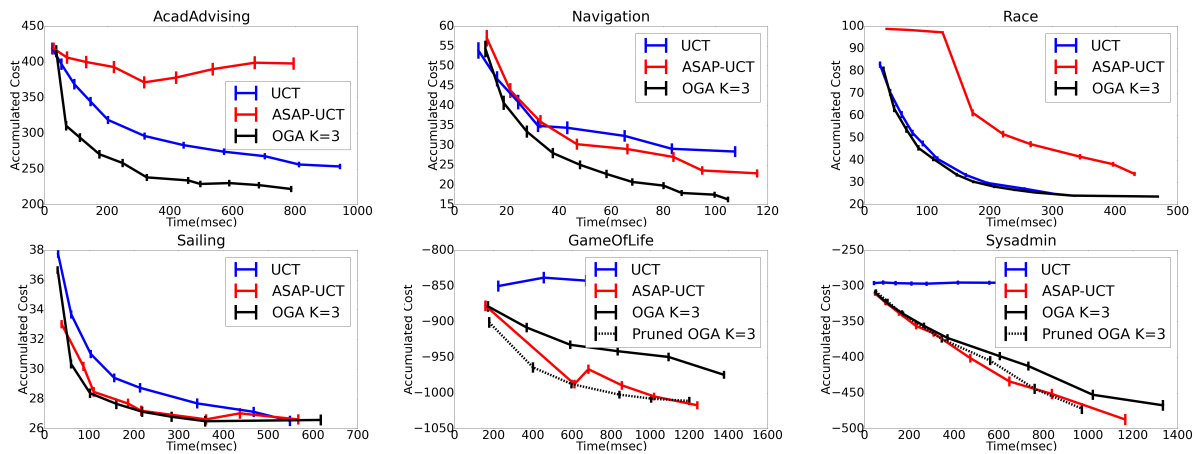 AcadAdvising
Accumulated Cost
450
400
350
300
250
200
0 200 400 600 800 1000
Time(msec)
UCT
ASAP-UCT
OGA K=3
Navigation
Accumulated Cost
60
55
50
45
40
35
30
25
20
15
0 20 40 60 80 100 120
Time(msec)
UCT
ASAP-UCT
OGA K=3
Race
Accumulated Cost
100
90
80
70
60
50
40
30
20
0 100 200 300 400 500
Time(msec)
UCT
ASAP-UCT
OGA K=3
Sailing
Accumulated Cost
38
36
34
32
30
28
26
0 100 200 300 400 500 600 700
Time(msec)
UCT
ASAP-UCT
OGA K=3
GameOfLife
Accumulated Cost
−800
−850
−900
−950
−1000
−1050
0 200 400 600 800 1000 1200 1400 1600
Time(msec)
UCT
ASAP-UCT
OGA K=3
Pruned OGA K=3
Sysadmin
Accumulated Cost
−250
−300
−350
−400
−450
−500
0 200 400 600 800 1000 1200 1400
Time(msec)
UCT
ASAP-UCT
OGA K=3
Pruned OGA K=3